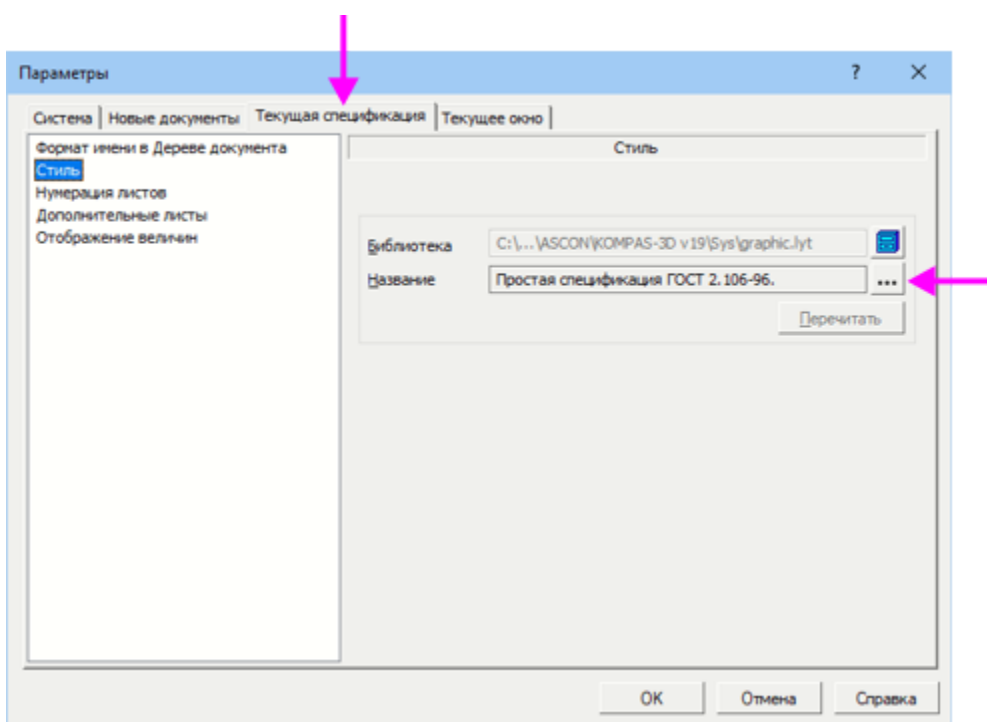 Параметры ?
Система Новые документы Текущая спецификация Текущее окно
Формат имени в Дереве документа
Стиль
Нумерация листов
Дополнительные листы
Отображение величин
Стиль
Библиотека C:\...\ASCON\KOMPAS-3D v19\Sys\graphic.lyt
Название Простая спецификация ГОСТ 2.106-96. ...
Перечитать
OK Отмена Справка